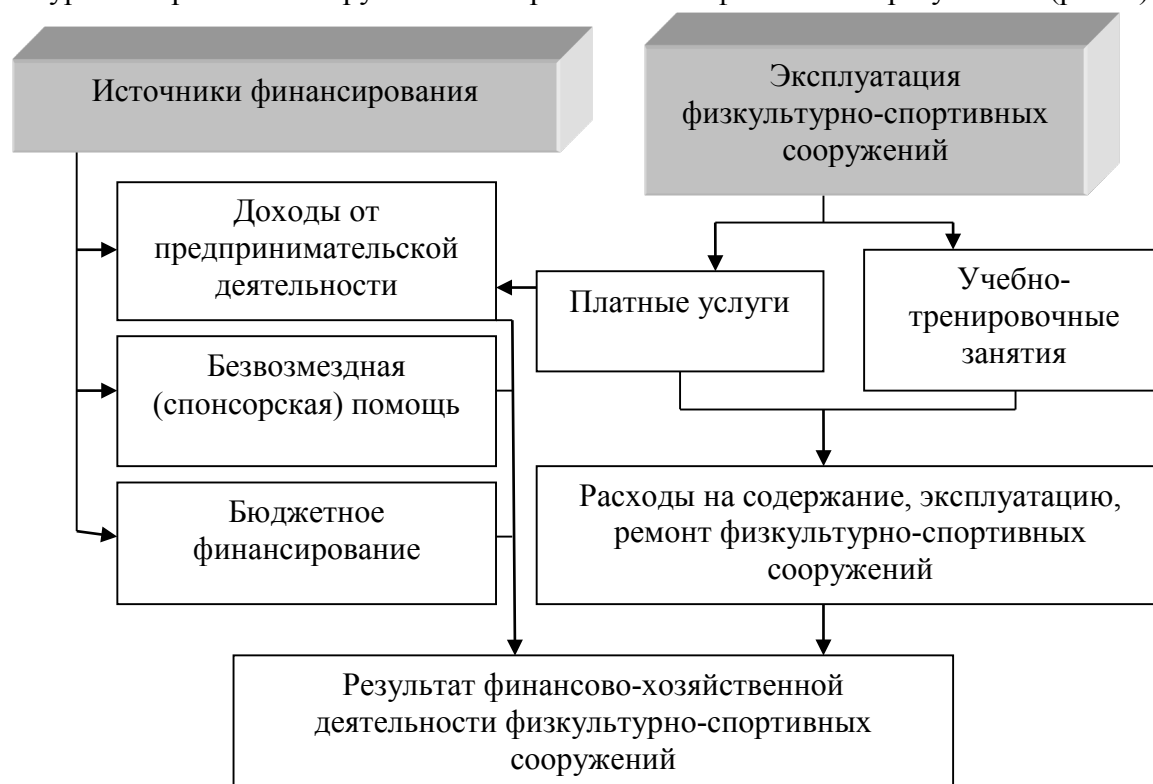 Источники финансирования
Эксплуатация
физкультурно-спортивных
сооружений
Доходы от
предпринимательской
деятельности
Платные услуги
Учебно-
тренировочные
занятия
Безвозмездная
(спонсорская) помощь
Бюджетное
финансирование
Расходы на содержание, эксплуатацию,
ремонт физкультурно-спортивных
сооружений
Результат финансово-хозяйственной
деятельности физкультурно-спортивных
сооружений